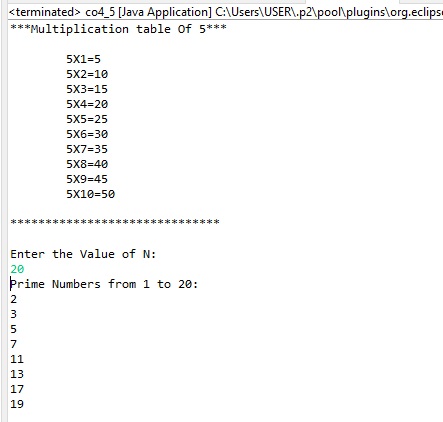 <terminated> co4_5 [Java Application] C:\Users\USER\.p2\pool\plugins\org.eclipse
***Multiplication table Of 5***
5X1=5
5X2=10
5X3=15
5X4=20
5X5=25
5X6=30
5X7=35
5X8=40
5X9=45
5X10=50
******************************
Enter the Value of N:
20
Prime Numbers from 1 to 20:
2
3
5
7
11
13
17
19